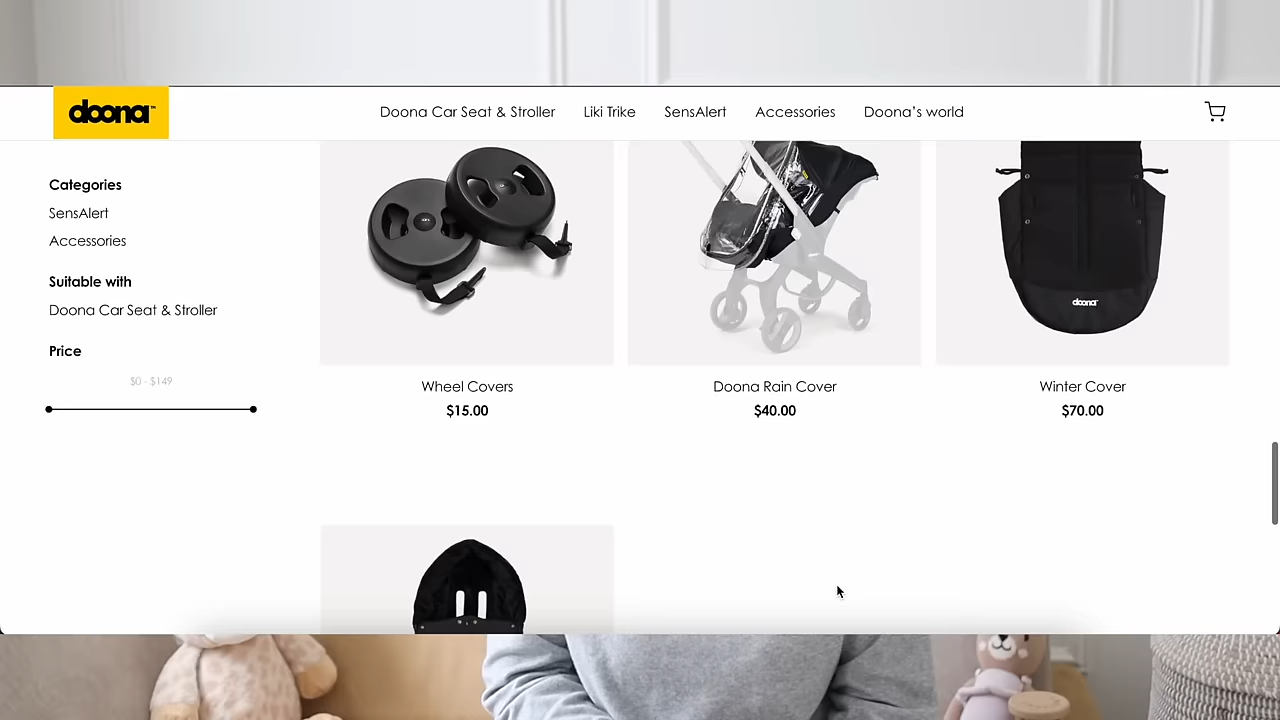 doona™
Doona Car Seat & Stroller
Liki Trike
SensAlert
Accessories
Doona's world
Categories
SensAlert
Accessories
Suitable with
Doona Car Seat & Stroller
Price
$0 - $149
doona
Wheel Covers
$15.00
Doona Rain Cover
$40.00
Winter Cover
$70.00